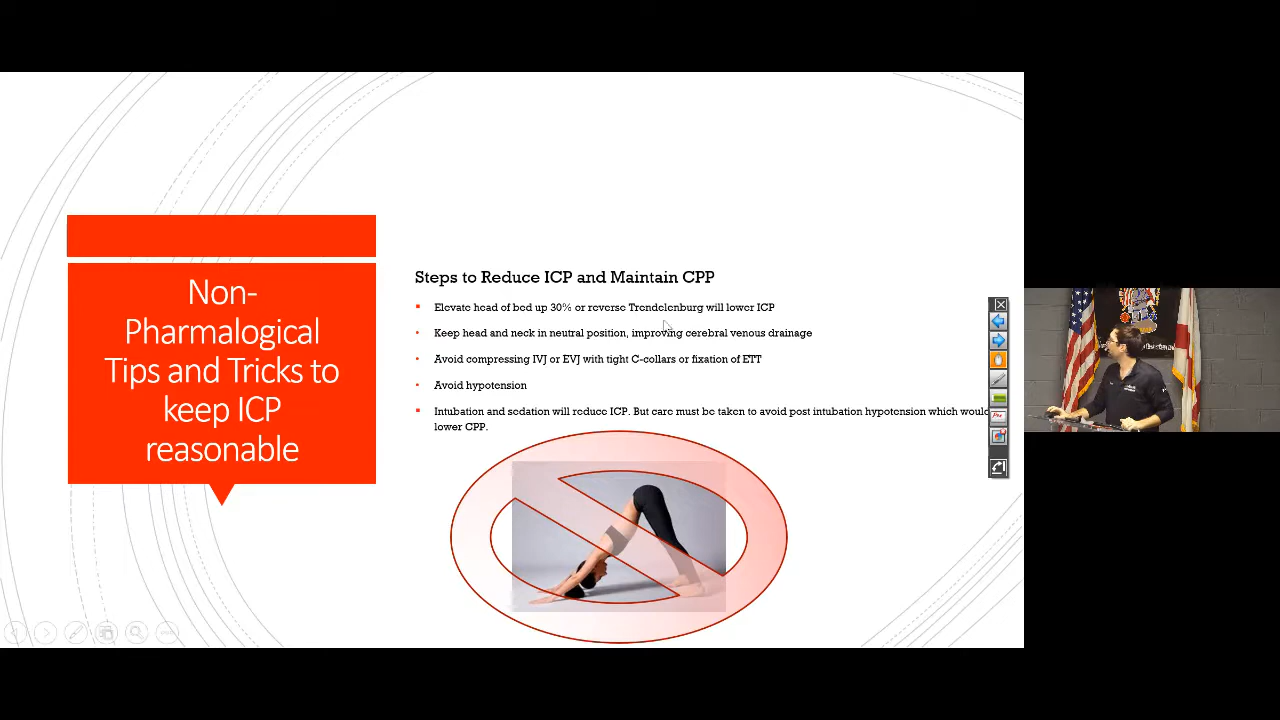 Non-
Pharmalogical
Tips and Tricks to
keep ICP
reasonable
Steps to Reduce ICP and Maintain CPP
Elevate head of bed up 30% or reverse Trendelenburg will lower ICP
Keep head and neck in neutral position, improving cerebral venous drainage
Avoid compressing IVJ or EVJ with tight C-collars or fixation of ETT
Avoid hypotension
Intubation and sedation will reduce ICP. But care must be taken to avoid post intubation hypotension which would
lower CPP.